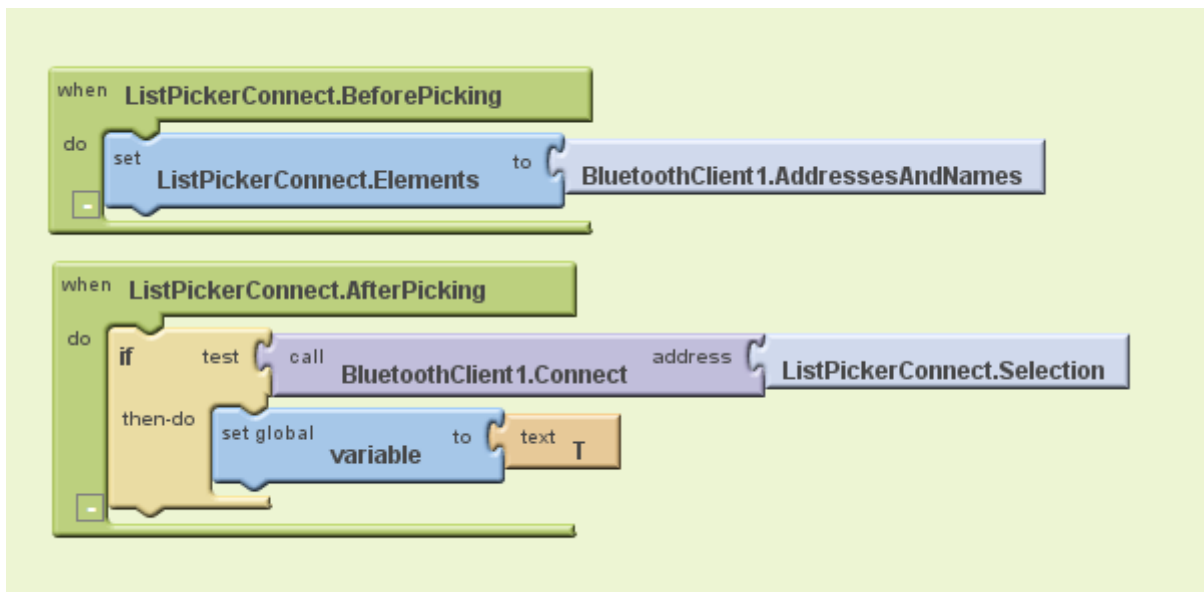 when ListPickerConnect.BeforePicking
do set ListPickerConnect.Elements to BluetoothClient1.AddressesAndNames
-
when ListPickerConnect.AfterPicking
do if test call BluetoothClient1.Connect address ListPickerConnect.Selection
then-do set global variable to text T
-